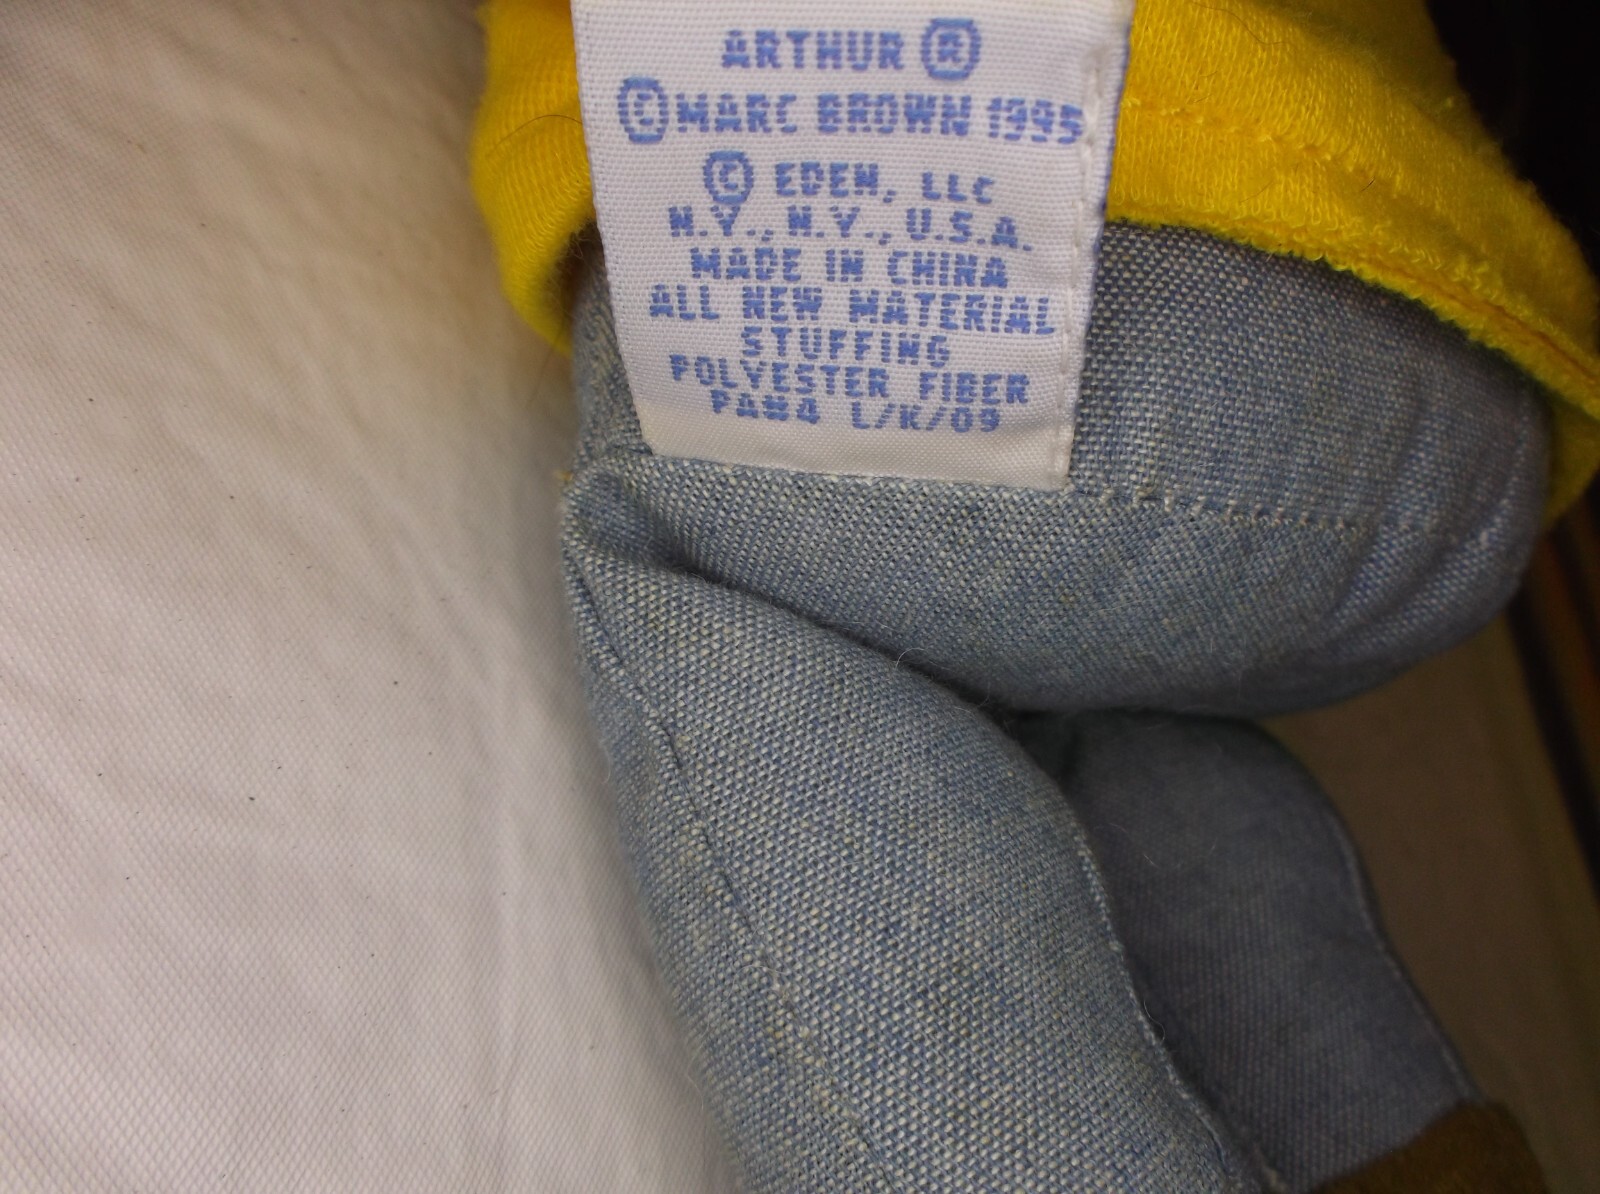 ARTHUR ®
© MARC BROWN 1995
© EDEN, LLC
N.Y., N.Y., U.S.A.
MADE IN CHINA
ALL NEW MATERIAL
STUFFING
POLYESTER FIBER
PA#4 L/K/09